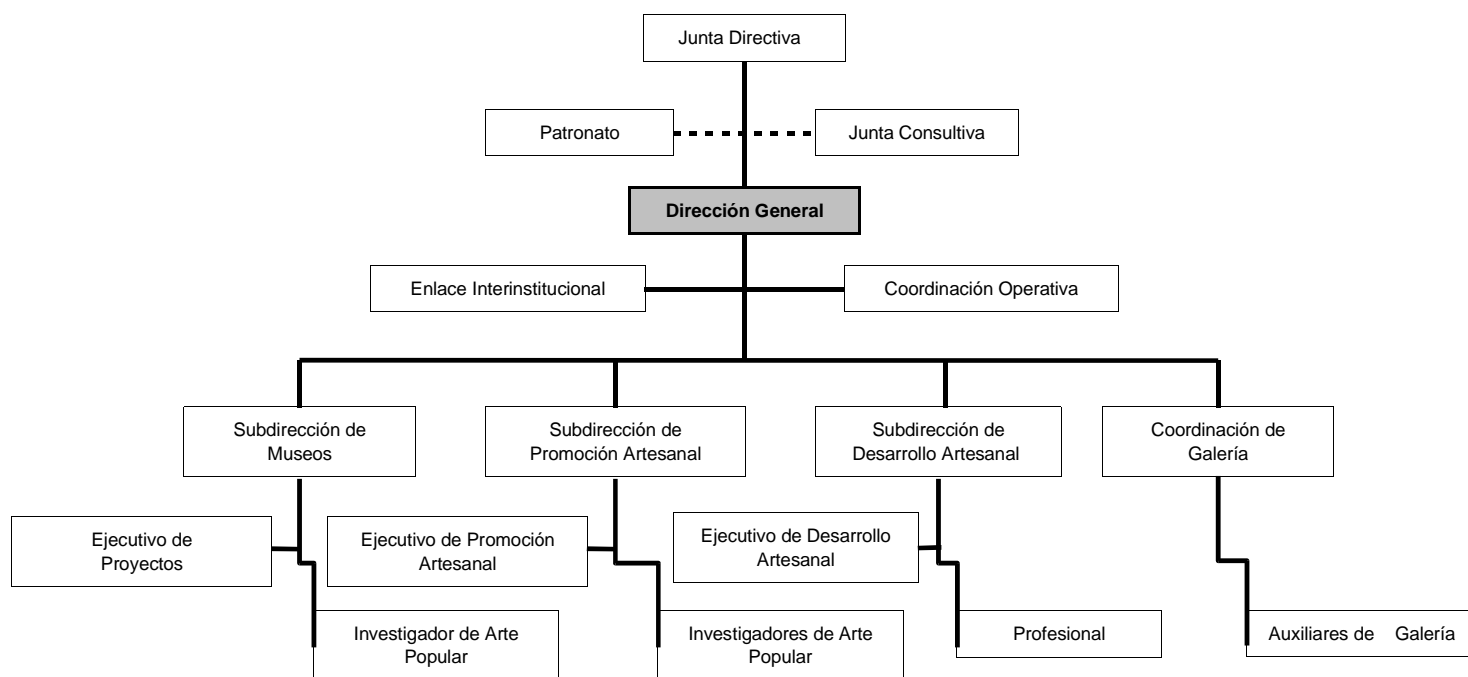 Junta Directiva
Patronato
Junta Consultiva
Dirección General
Enlace Interinstitucional
Coordinación Operativa
Subdirección de
Museos
Subdirección de
Promoción Artesanal
Subdirección de
Desarrollo Artesanal
Coordinación de
Galería
Ejecutivo de
Proyectos
Ejecutivo de Promoción
Artesanal
Ejecutivo de Desarrollo
Artesanal
Investigador de Arte
Popular
Investigadores de Arte
Popular
Profesional
Auxiliares de Galería